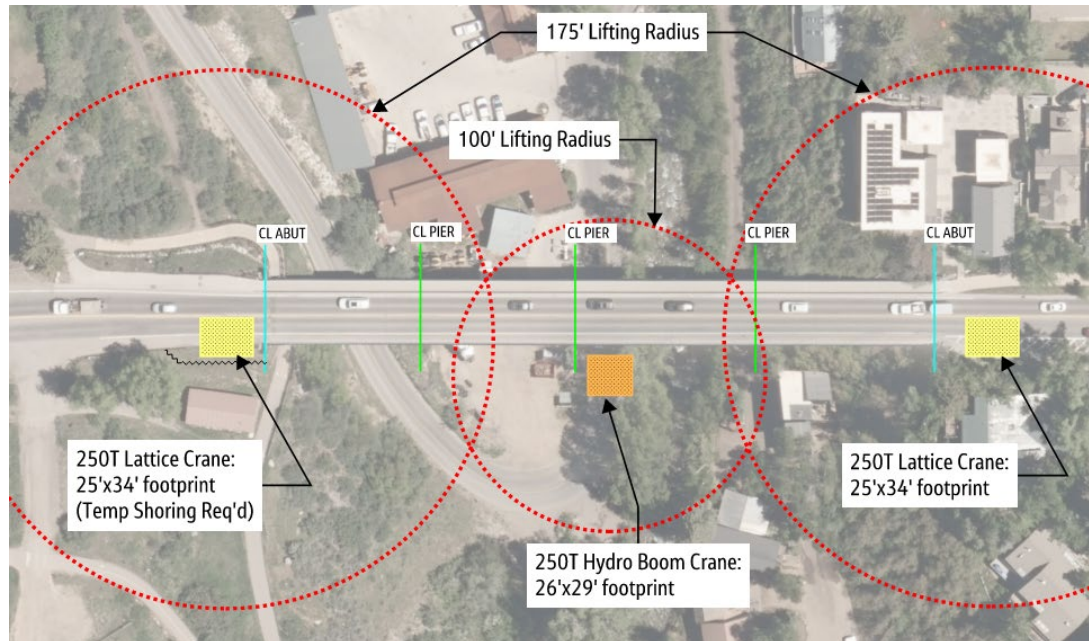 175' Lifting Radius
100' Lifting Radius
CL ABUT
CL PIER
CL PIER
CL PIER
CL ABUT
250T Lattice Crane:
25'x34' footprint
(Temp Shoring Req'd)
250T Lattice Crane:
25'x34' footprint
250T Hydro Boom Crane:
26'x29' footprint